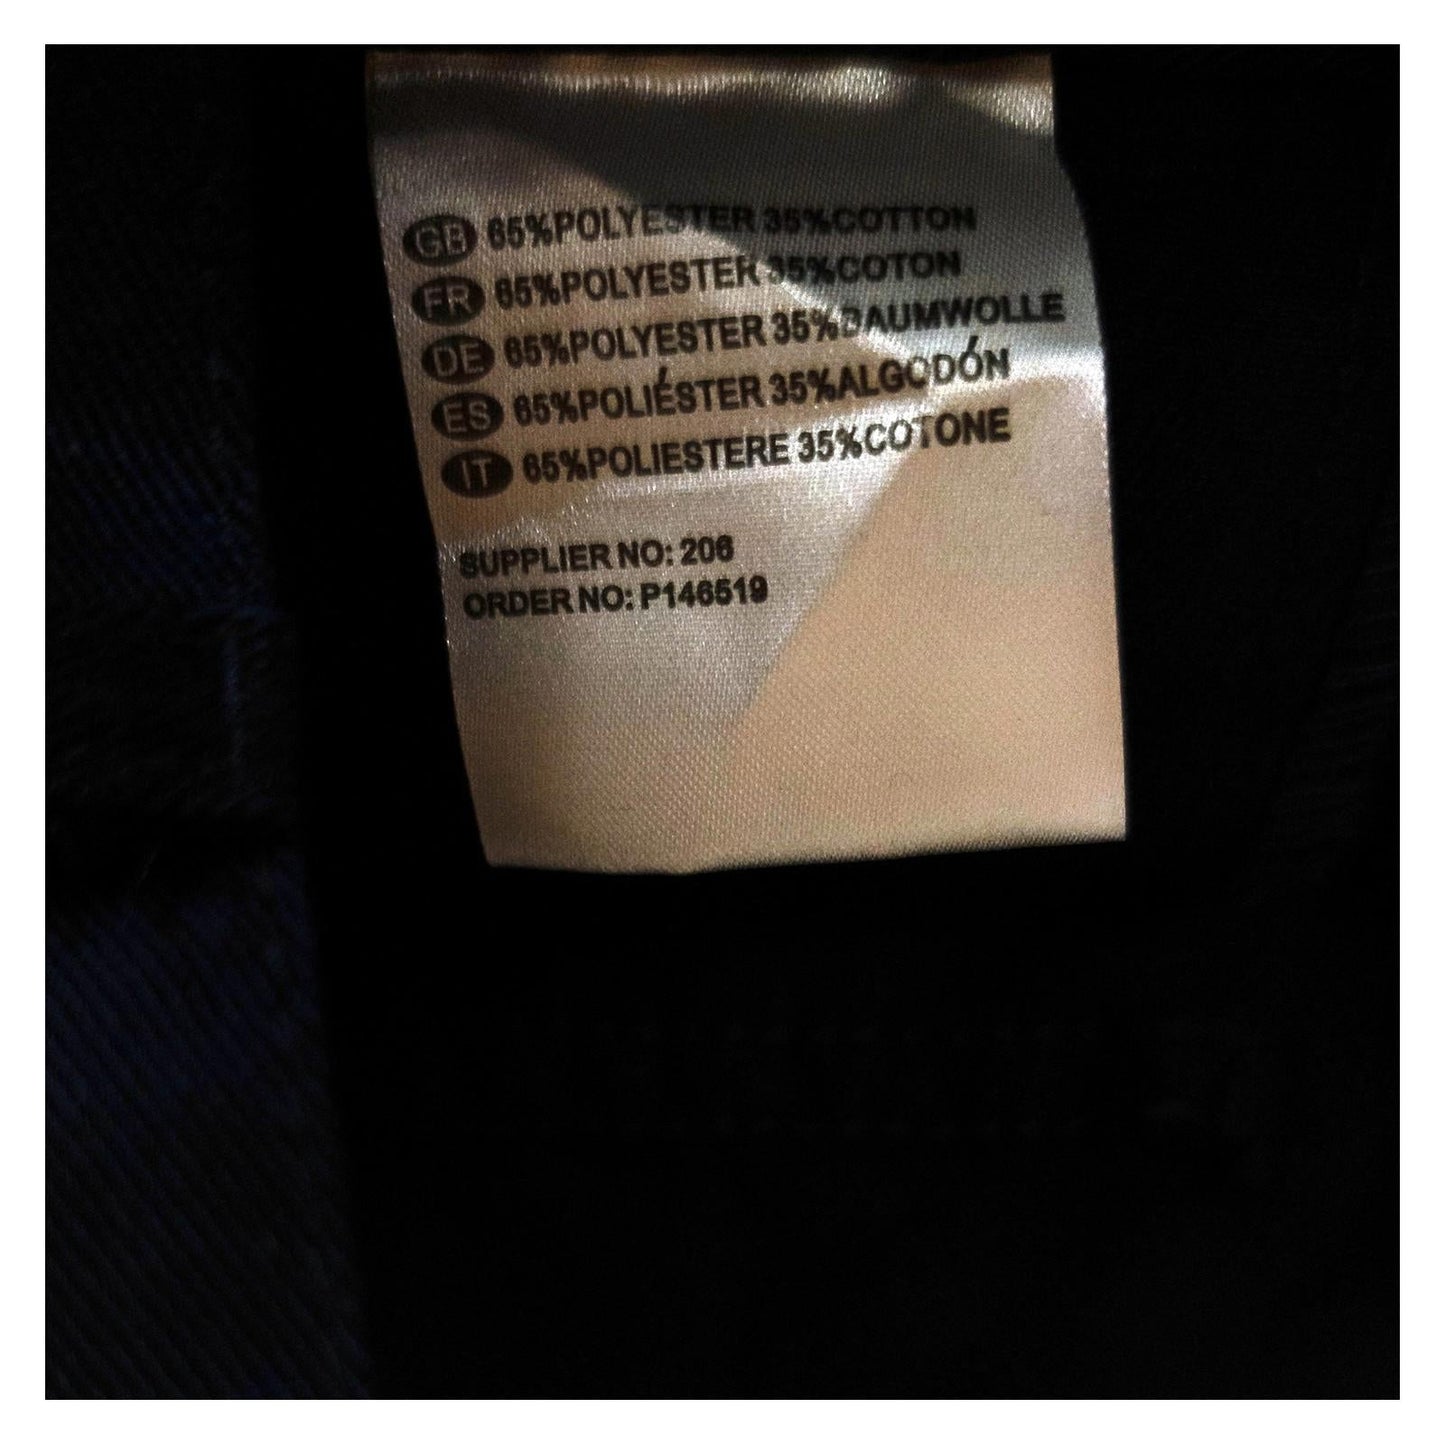 GB 65%POLYESTER 35%COTTON
FR 65%POLYESTER 35%COTON
DE 65%POLYESTER 35%BAUMWOLLE
ES 65%POLIÉSTER 35%ALGODÓN
IT 65%POLIESTERE 35%COTONE
SUPPLIER NO: 206
ORDER NO: P146519